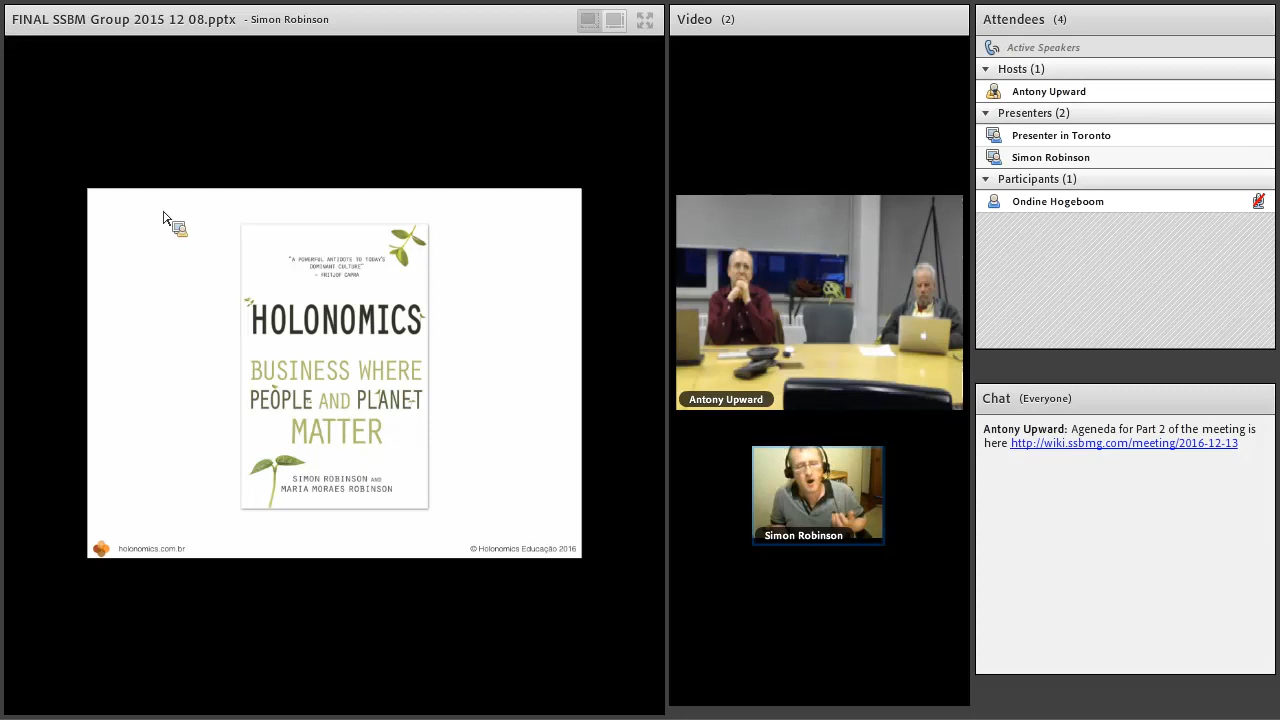 FINAL SSBM Group 2015 12 08.pptx - Simon Robinson
"A POWERFUL ANTIDOTE TO TODAY'S
DOMINANT CULTURE"
– FRITJOF CAPRA
HOLONOMICS
BUSINESS WHERE
PEOPLE AND PLANET
MATTER
SIMON ROBINSON AND
MARIA MORAES ROBINSON
holonomics.com.br
© Holonomics Educação 2016
Video (2)
Antony Upward
Simon Robinson
Attendees (4)
Active Speakers
Hosts (1)
Antony Upward
Presenters (2)
Presenter in Toronto
Simon Robinson
Participants (1)
Ondine Hogeboom
Chat (Everyone)
Antony Upward: Ageneda for Part 2 of the meeting is
here http://wiki.ssbmg.com/meeting/2016-12-13